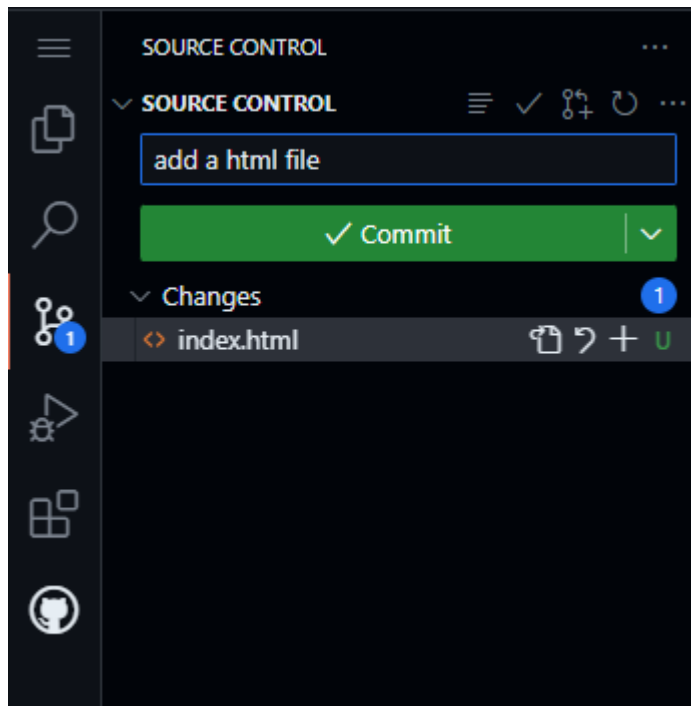 SOURCE CONTROL
SOURCE CONTROL
add a html file
Commit
Changes 1
1
index.html U